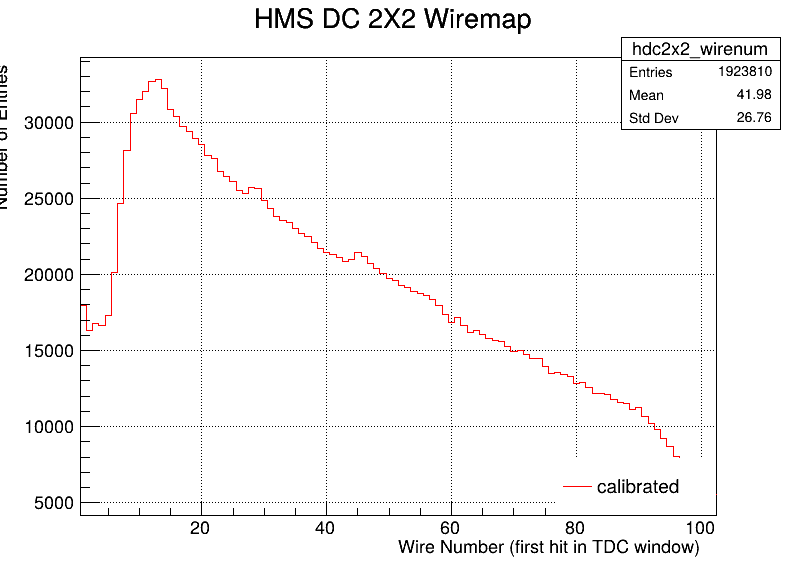 HMS DC 2X2 Wiremap
hdc2x2_wirenum
Entries 1923810
Mean 41.98
Std Dev 26.76
Number of Entries
30000
25000
20000
15000
10000
5000
calibrated
20 40 60 80 100
Wire Number (first hit in TDC window)